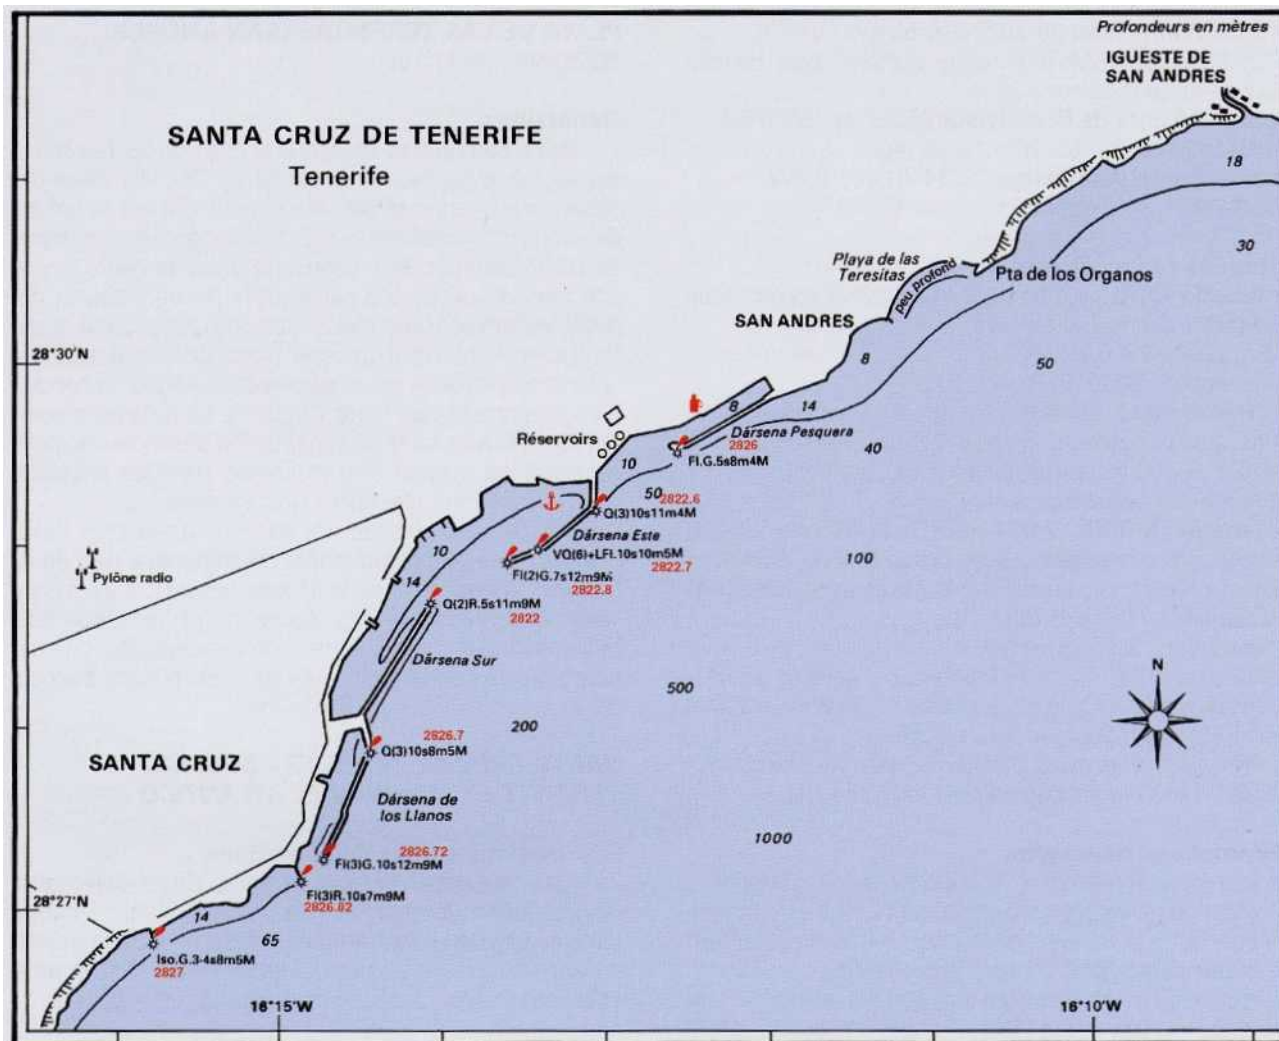 Profondeurs en mètres
IGUESTE DE
SAN ANDRES
SANTA CRUZ DE TENERIFE
Tenerife
18
30
Playa de las
Teresitas
peu profond
Pta de los Organos
SAN ANDRES
28°30'N
8
50
8
14
Réservoirs
Dársena Pesquera
2826
40
10
Fl.G.5s8m4M
50
2822.6
Q(3)10s11m4M
Dársena Este
10
VQ(6)+LFl.10s10m5M
100
2822.7
Fl(2)G.7s12m9M
2822.8
14
Pylône radio
Q(2)R.5s11m9M
2822
Dársena Sur
N
500
200
2826.7
Q(3)10s8m5M
SANTA CRUZ
Dársena de
los Llanos
1000
2826.72
Fl(3)G.10s12m9M
Fl(3)R.10s7m9M
2826.82
28°27'N
14
65
Iso.G.3-4s8m5M
2827
16°15'W
16°10'W